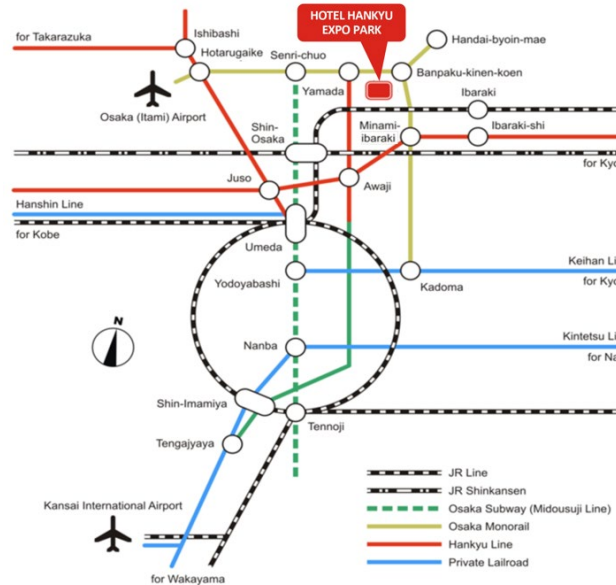 HOTEL HANKYU
EXPO PARK
for Takarazuka
Ishibashi
Hotarugaike
Senri-chuo
Handai-byoin-mae
Yamada
Banpaku-kinen-koen
Osaka (Itami) Airport
Ibaraki
Shin-
Osaka
Minami-
ibaraki
Ibaraki-shi
for Kyo
Juso
Awaji
Hanshin Line
for Kobe
Umeda
Yodoyabashi
Kadoma
Keihan Li
for Kyo
N
Nanba
Kintetsu Lin
for Na
Shin-Imamiya
Tennoji
Tengajyaya
JR Line
JR Shinkansen
Osaka Subway (Midousuji Line)
Osaka Monorail
Hankyu Line
Private Lailroad
Kansai International Airport
for Wakayama